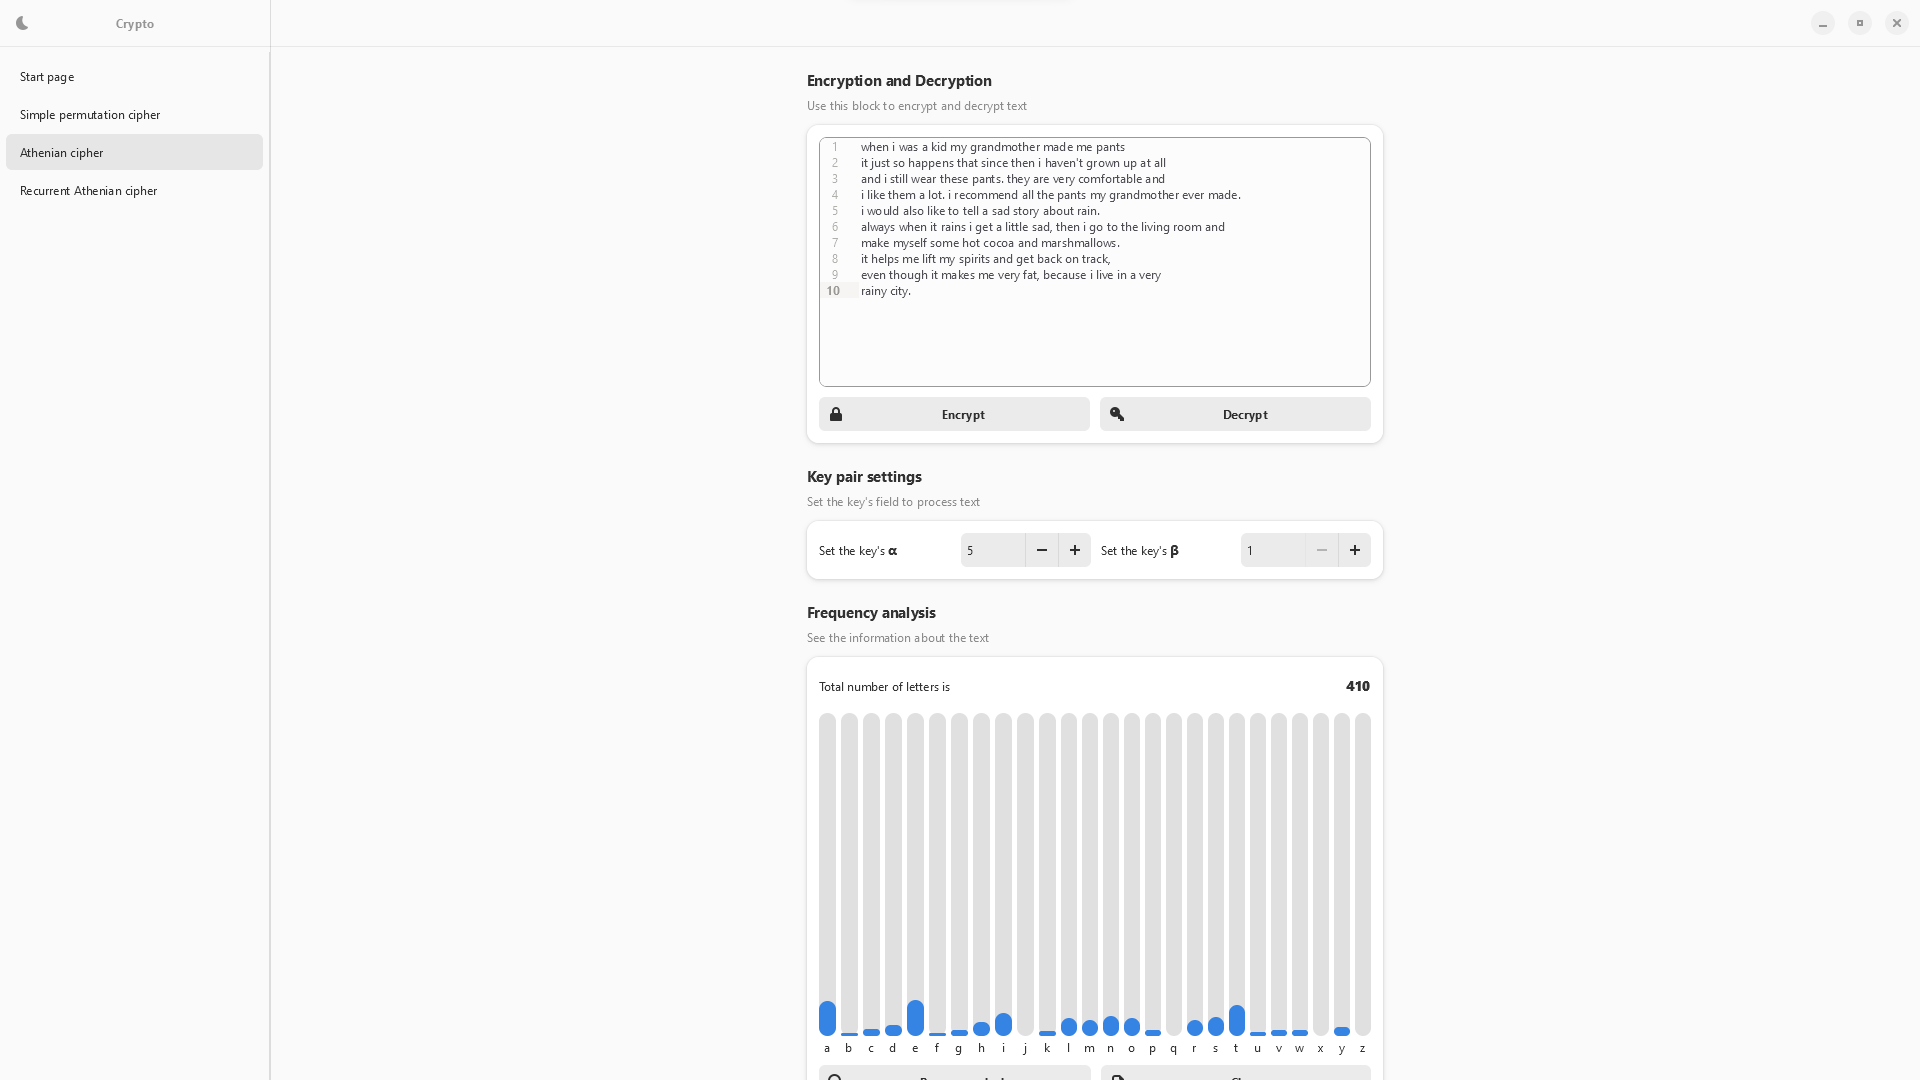 Crypto
Start page
Simple permutation cipher
Athenian cipher
Recurrent Athenian cipher
Encryption and Decryption
Use this block to encrypt and decrypt text
1 when i was a kid my grandmother made me pants
2 it just so happens that since then i haven't grown up at all
3 and i still wear these pants. they are very comfortable and
4 i like them a lot. i recommend all the pants my grandmother ever made.
5 i would also like to tell a sad story about rain.
6 always when it rains i get a little sad, then i go to the living room and
7 make myself some hot cocoa and marshmallows.
8 it helps me lift my spirits and get back on track,
9 even though it makes me very fat, because i live in a very
10 rainy city.
Encrypt Decrypt
Key pair settings
Set the key's field to process text
Set the key's α 5 Set the key's β 1
Frequency analysis
See the information about the text
Total number of letters is 410
a b c d e f g h i j k l m n o p q r s t u v w x y z